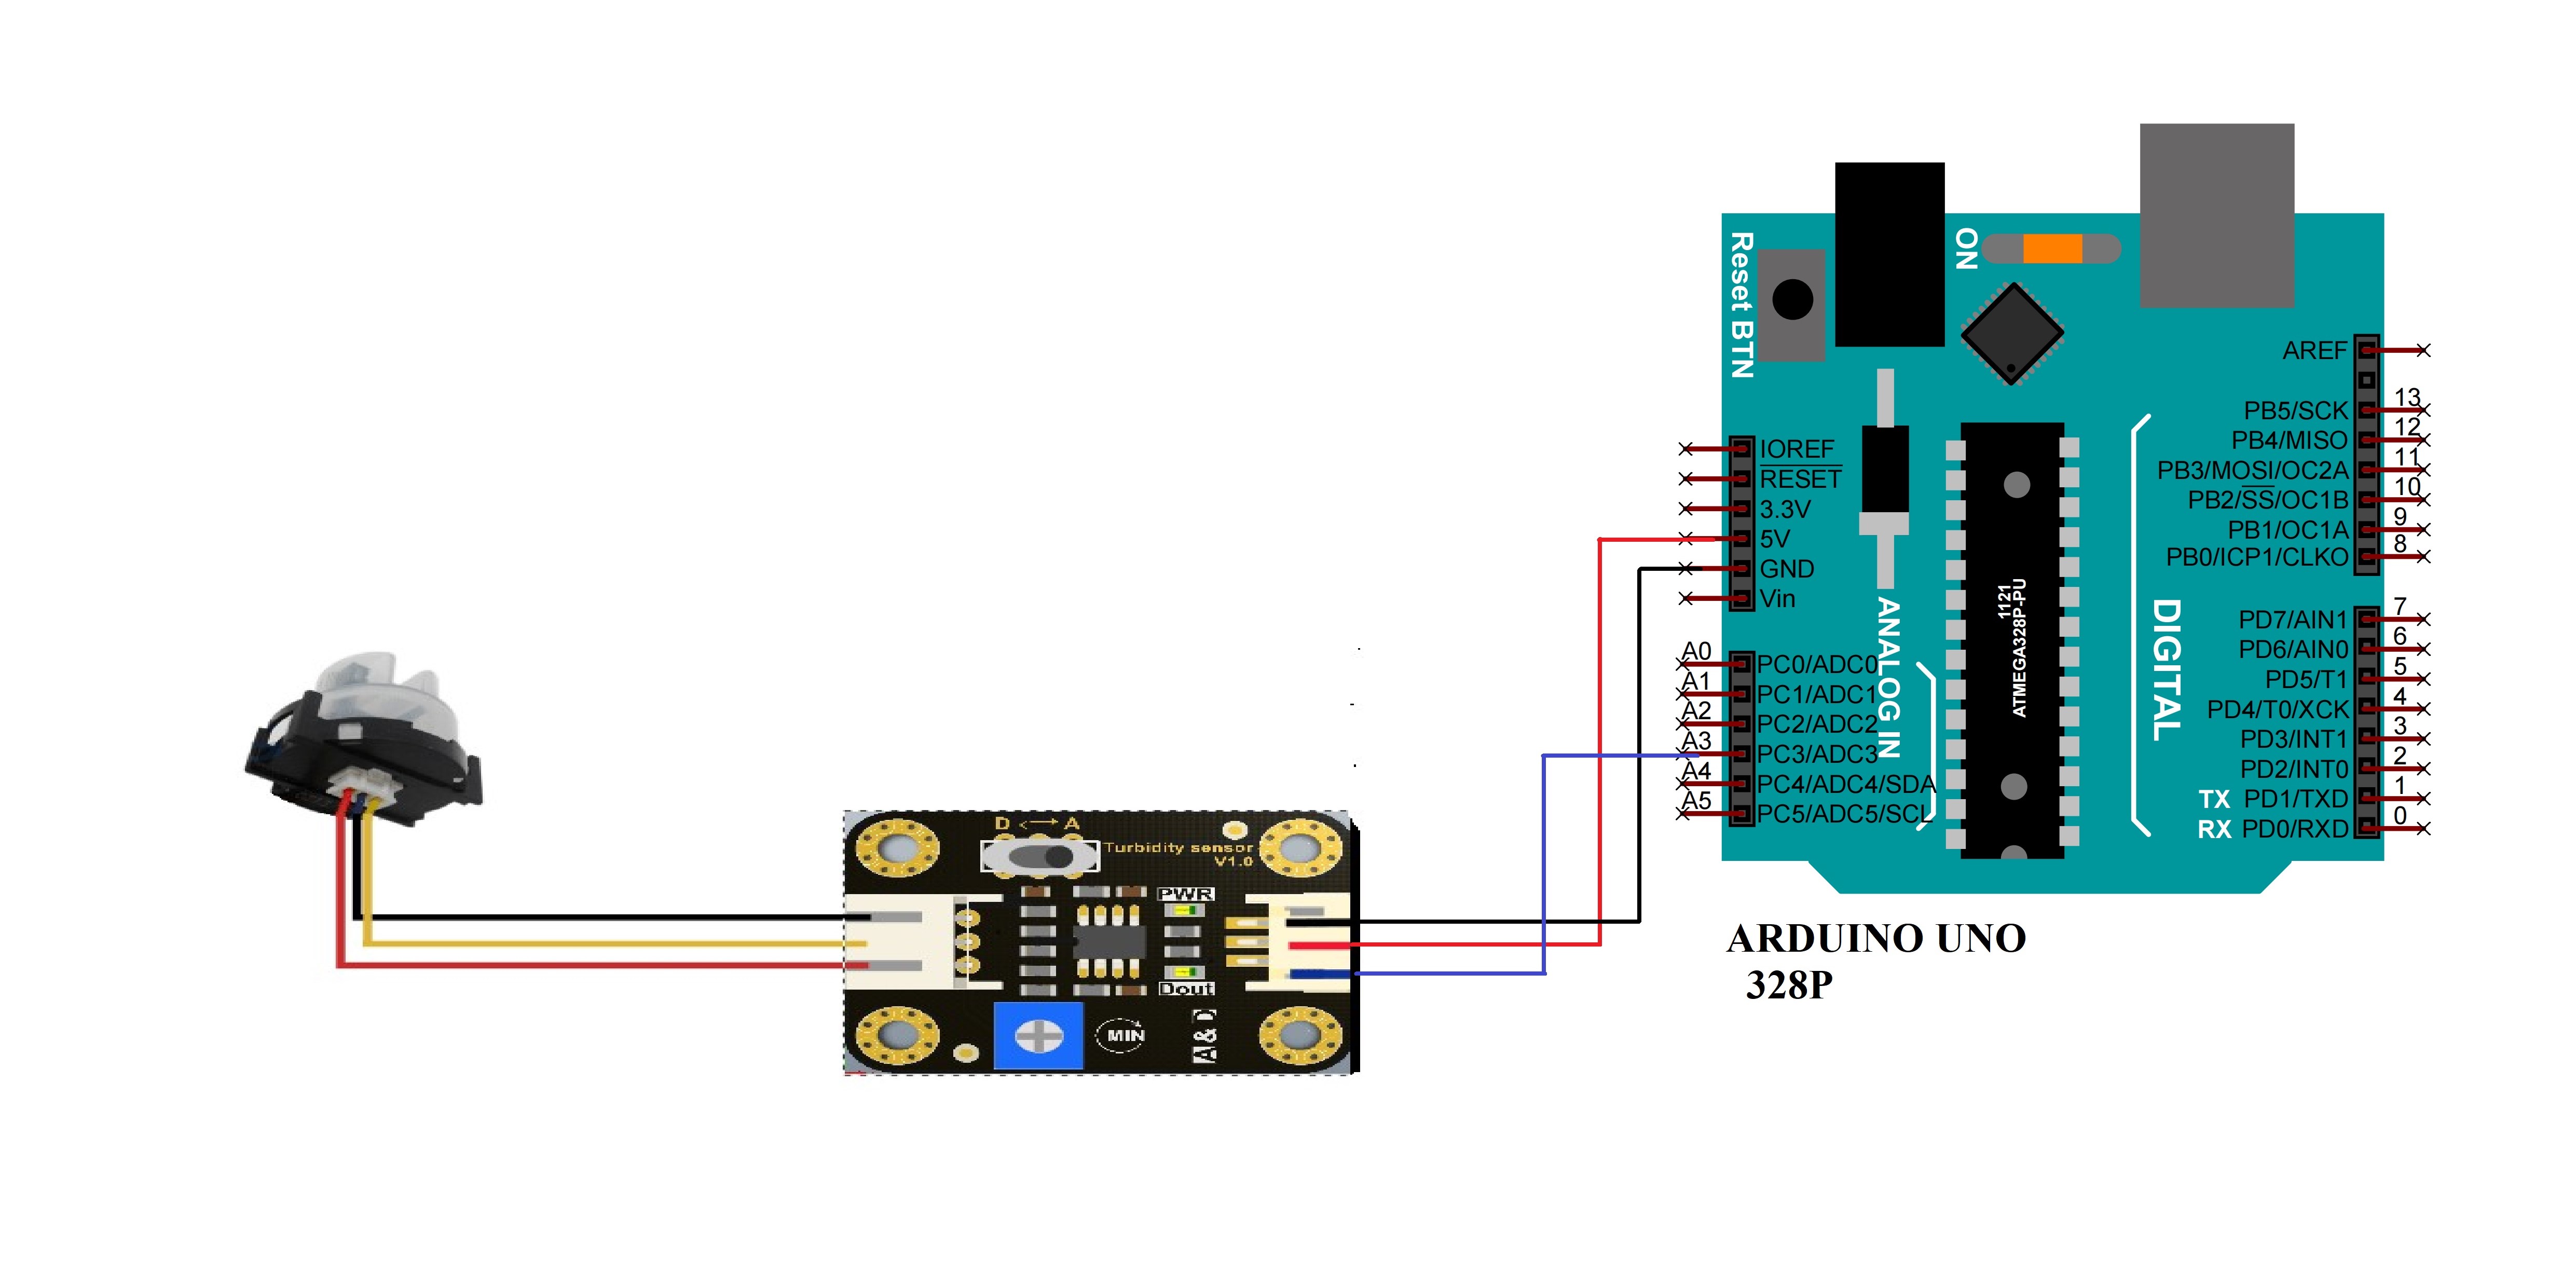 D <--> A
Turbidity sensor
V1.0
PWR
Dout
MIN
A & D
Reset BTN
ON
IOREF
RESET
3.3V
5V
GND
Vin
A0 PC0/ADC0
A1 PC1/ADC1
A2 PC2/ADC2
A3 PC3/ADC3
A4 PC4/ADC4/SDA
A5 PC5/ADC5/SCL
ANALOG IN
1121
ATMEGA328P-PU
DIGITAL
AREF
PB5/SCK 13
PB4/MISO 12
PB3/MOSI/OC2A 11
PB2/SS/OC1B 10
PB1/OC1A 9
PB0/ICP1/CLKO 8
PD7/AIN1 7
PD6/AIN0 6
PD5/T1 5
PD4/T0/XCK 4
PD3/INT1 3
PD2/INT0 2
TX PD1/TXD 1
RX PD0/RXD 0
ARDUINO UNO
328P